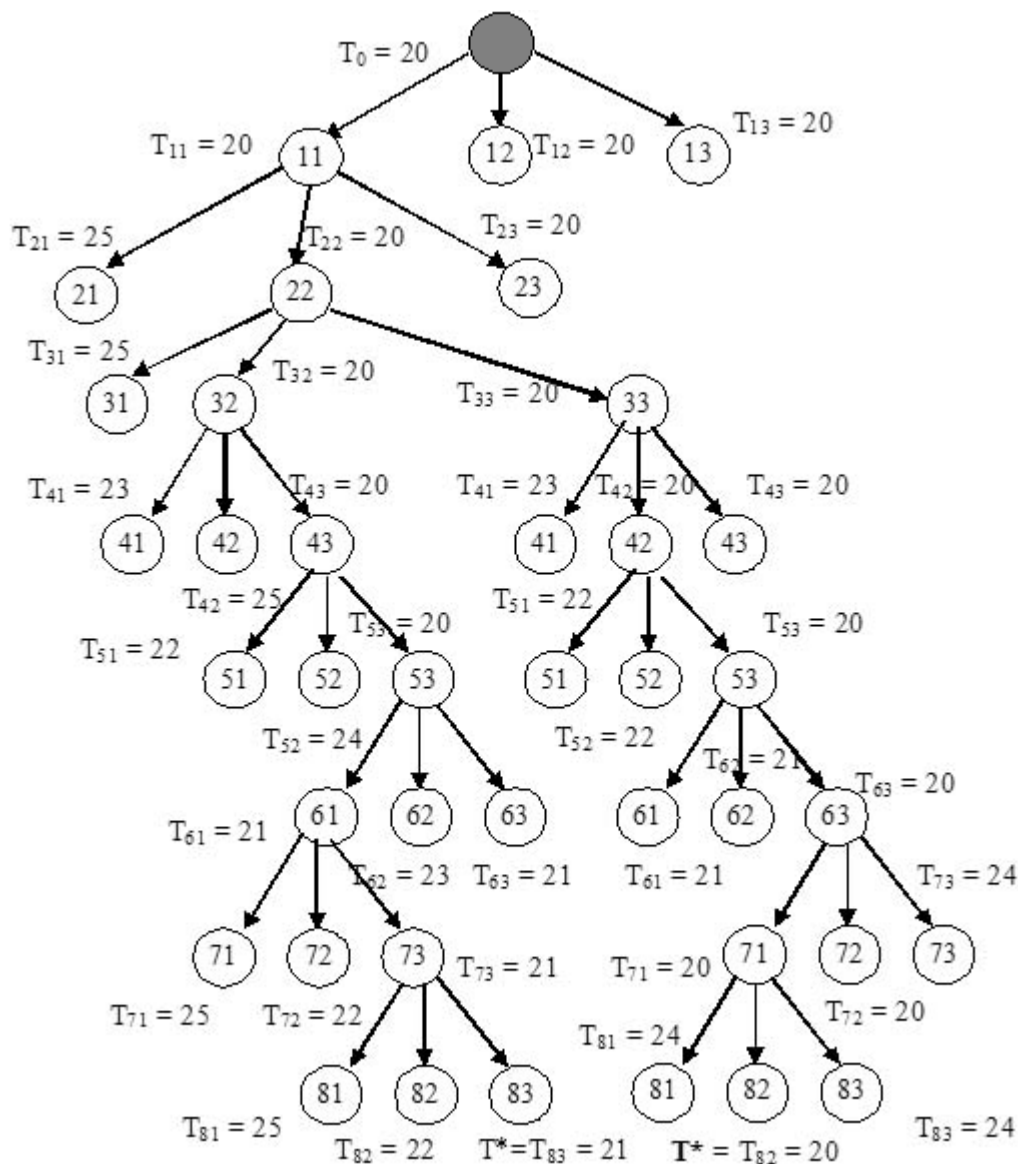 T₀ = 20
T₁₁ = 20 11 12 T₁₂ = 20 13 T₁₃ = 20
T₂₁ = 25 T₂₂ = 20 T₂₃ = 20
21 22 23
T₃₁ = 25 T₃₂ = 20 T₃₃ = 20
31 32 33
T₄₁ = 23 T₄₃ = 20 T₄₁ = 23 T₄₂ = 20 T₄₃ = 20
41 42 43 41 42 43
T₄₂ = 25 T₅₁ = 22
T₅₁ = 22 T₅₃ = 20 T₅₃ = 20
51 52 53 51 52 53
T₅₂ = 24 T₅₂ = 22 T₆₂ = 21 T₆₃ = 20
61 62 63 61 62 63
T₆₁ = 21 T₆₂ = 23 T₆₃ = 21 T₆₁ = 21 T₇₃ = 24
71 72 73 71 72 73
T₇₁ = 25 T₇₂ = 22 T₇₃ = 21 T₇₁ = 20 T₇₂ = 20
T₈₁ = 24
81 82 83 81 82 83
T₈₁ = 25 T₈₂ = 22 T*=T₈₃ = 21 T* = T₈₂ = 20 T₈₃ = 24